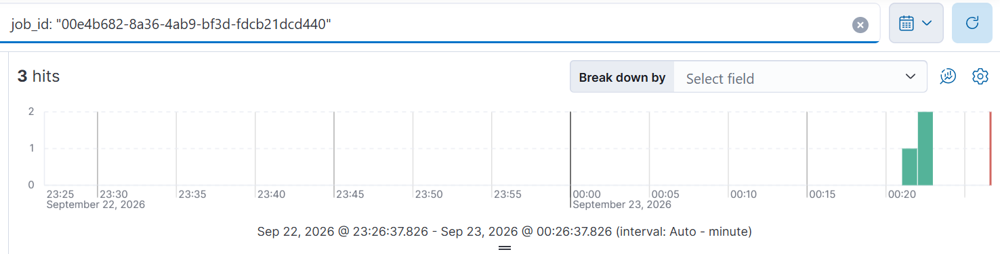 job_id: "00e4b682-8a36-4ab9-bf3d-fdcb21dcd440"
3 hits
Break down by Select field
2
1
0
23:25 23:30 23:35 23:40 23:45 23:50 23:55 00:00 00:05 00:10 00:15 00:20
September 22, 2026 September 23, 2026
Sep 22, 2026 @ 23:26:37.826 - Sep 23, 2026 @ 00:26:37.826 (interval: Auto - minute)